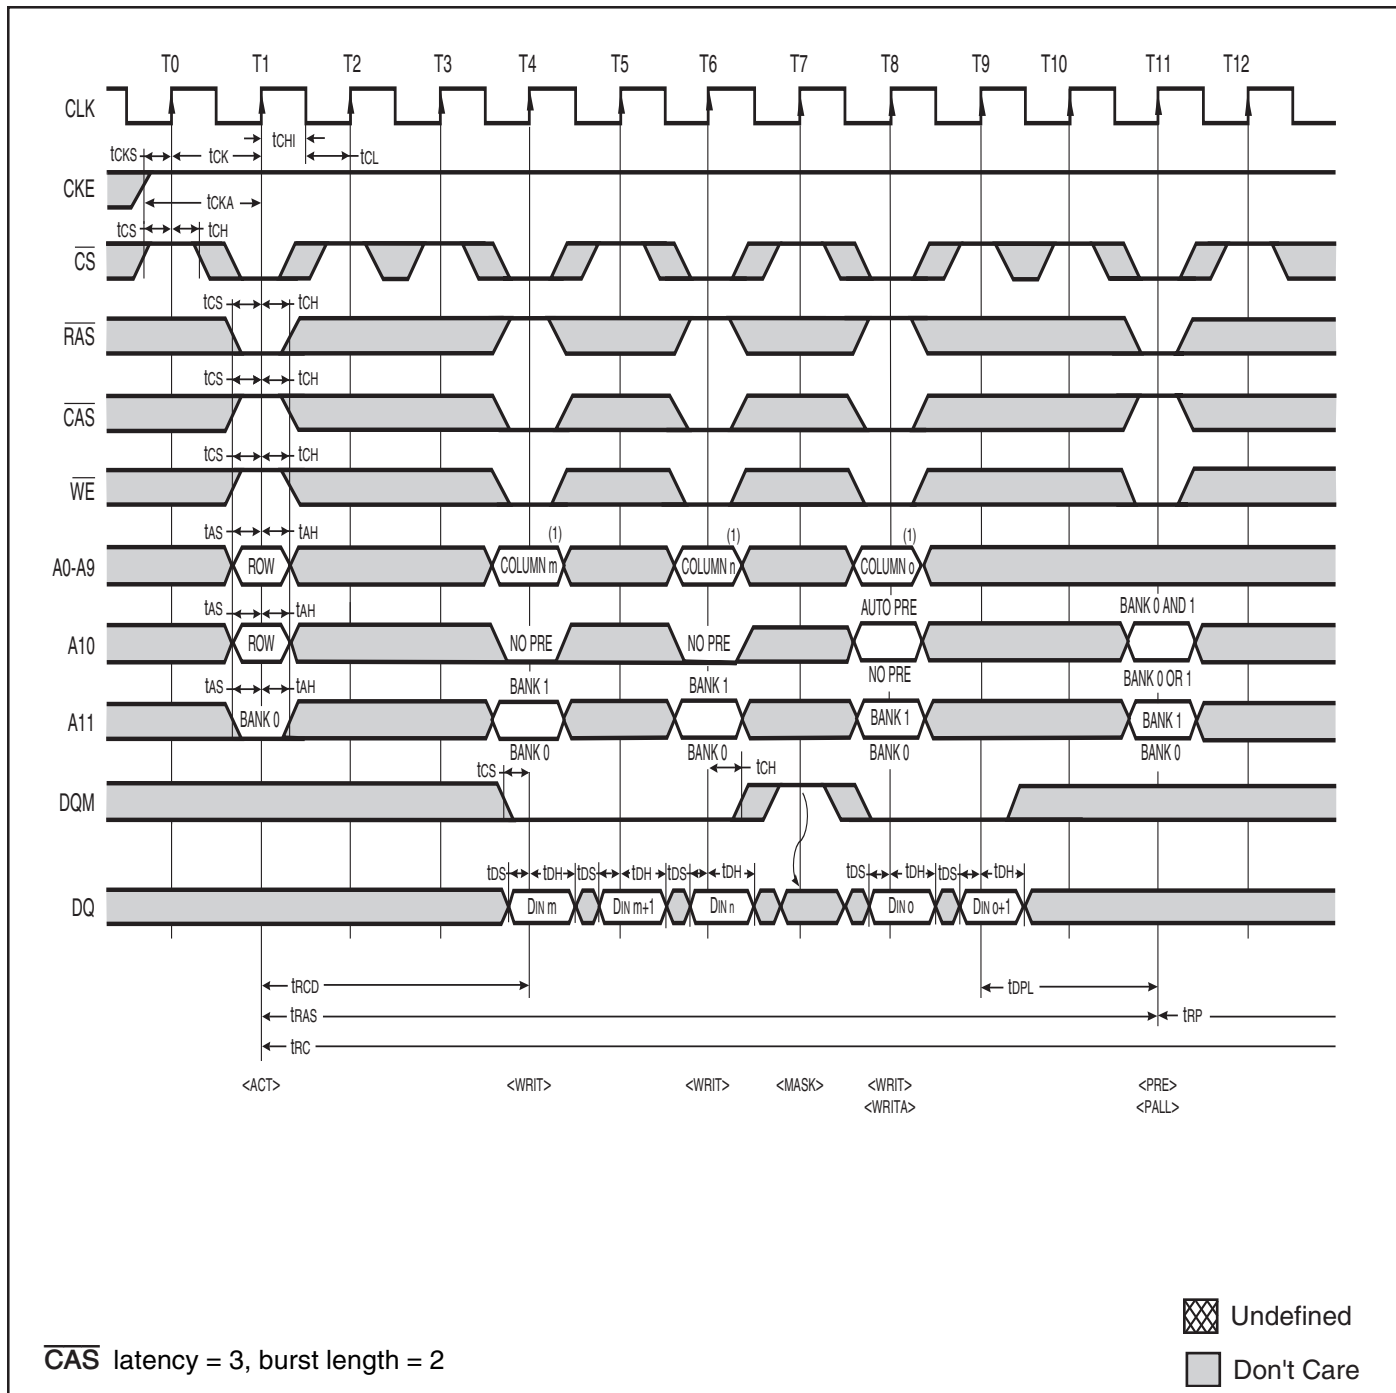 T0 T1 T2 T3 T4 T5 T6 T7 T8 T9 T10 T11 T12
CLK
tCHI
tCKS tCK tCL
CKE
tCKA
tCS tCH
CS
tCS tCH
RAS
tCS tCH
CAS
tCS tCH
WE
tAS tAH (1) (1) (1)
A0-A9 ROW COLUMN m COLUMN n COLUMN o
tAS tAH AUTO PRE BANK 0 AND 1
A10 ROW NO PRE NO PRE
NO PRE BANK 0 OR 1
tAS tAH BANK 1 BANK 1
A11 BANK 0 BANK 1 BANK 1
BANK 0 BANK 0 BANK 0 BANK 0
tCS tCH
DQM
tDS tDH tDS tDH tDS tDH tDS tDH tDS tDH
DQ DIN m DIN m+1 DIN n DIN o DIN o+1
tRCD tDPL
tRAS tRP
tRC
<ACT> <WRIT> <WRIT> <MASK> <WRIT> <PRE>
<WRITA> <PALL>
Undefined
CAS latency = 3, burst length = 2
Don't Care